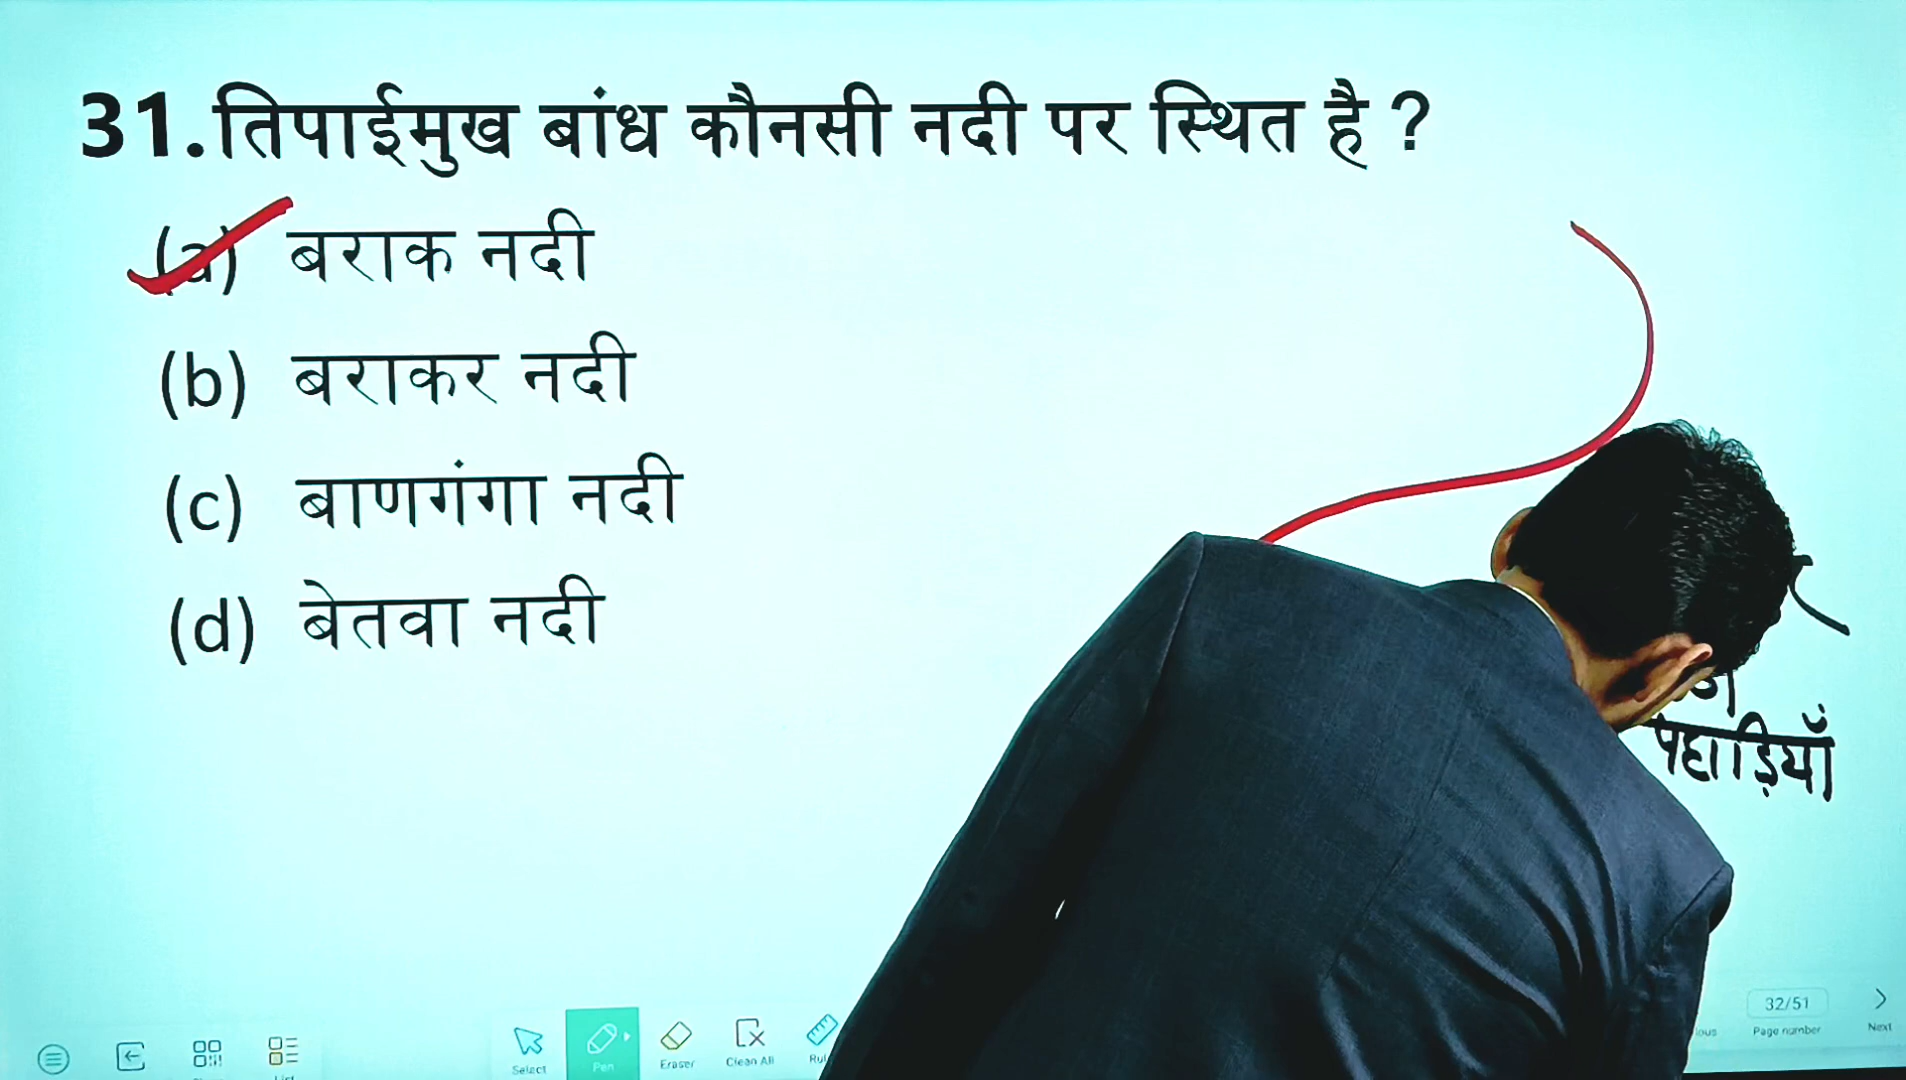 31.तिपाईमुख बांध कौनसी नदी पर स्थित है ?
(a) बराक नदी
(b) बराकर नदी
(c) बाणगंगा नदी
(d) बेतवा नदी
पहाड़ियाँ
Select
Pen
Eraser
Clean All
32/51
Page number
Next